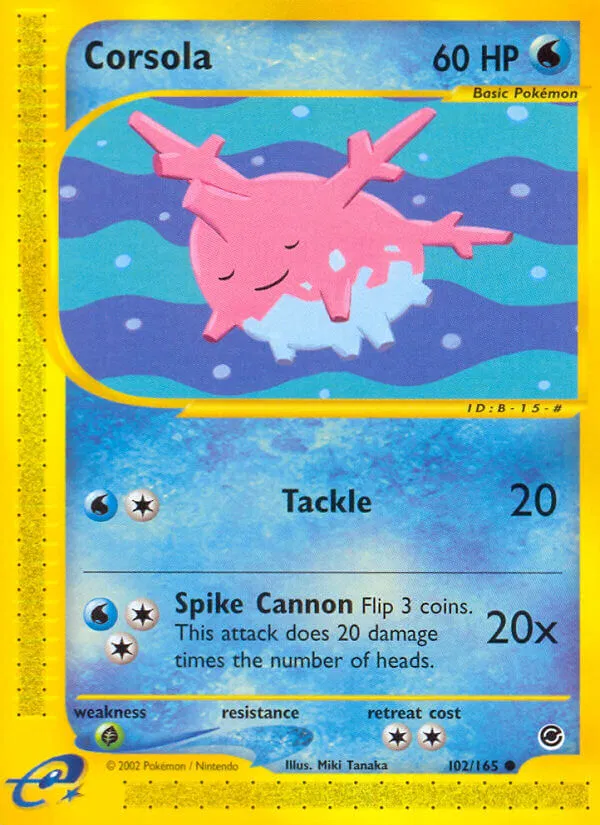 Corsola
60 HP
Basic Pokémon
ID:B-15-#
Tackle 20
Spike Cannon Flip 3 coins.
This attack does 20 damage
times the number of heads.
20x
weakness resistance retreat cost
© 2002 Pokémon / Nintendo Illus. Miki Tanaka 102/165
e